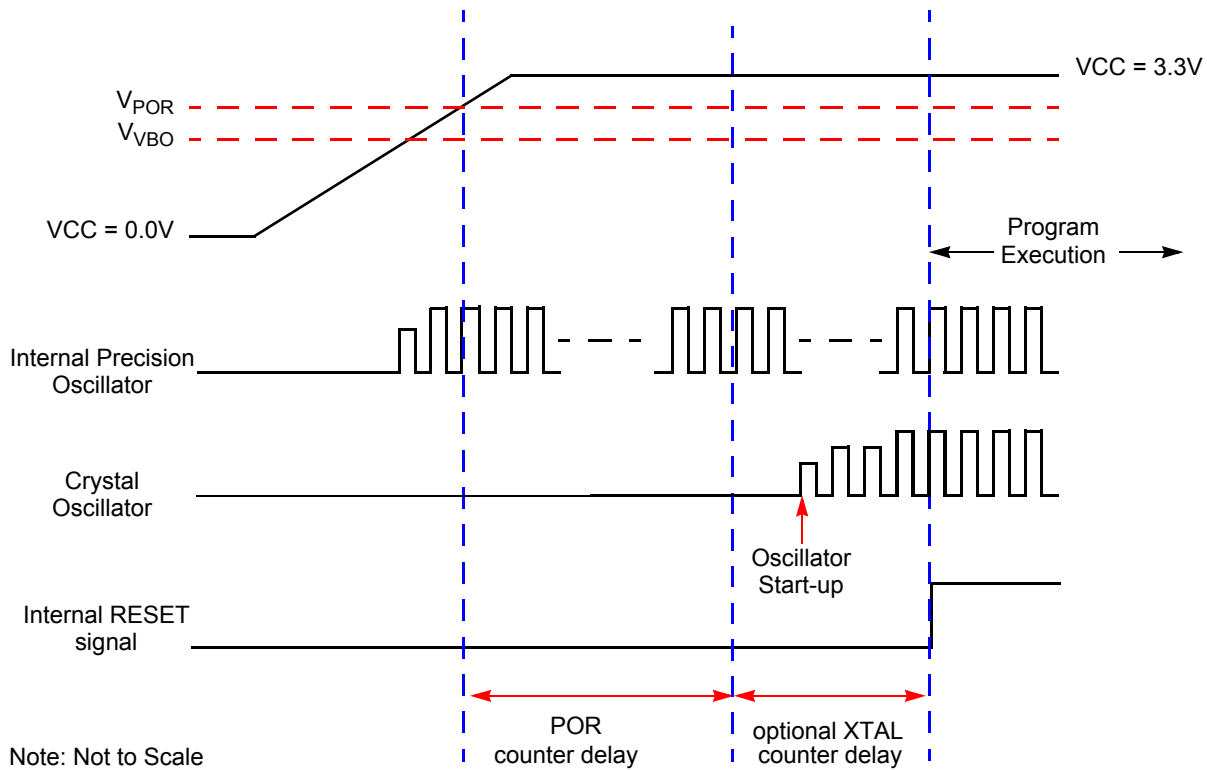 VCC = 3.3V
VPOR
VVBO
VCC = 0.0V
Program
Execution
Internal Precision
Oscillator
Crystal
Oscillator
Oscillator
Start-up
Internal RESET
signal
POR
counter delay
optional XTAL
counter delay
Note: Not to Scale